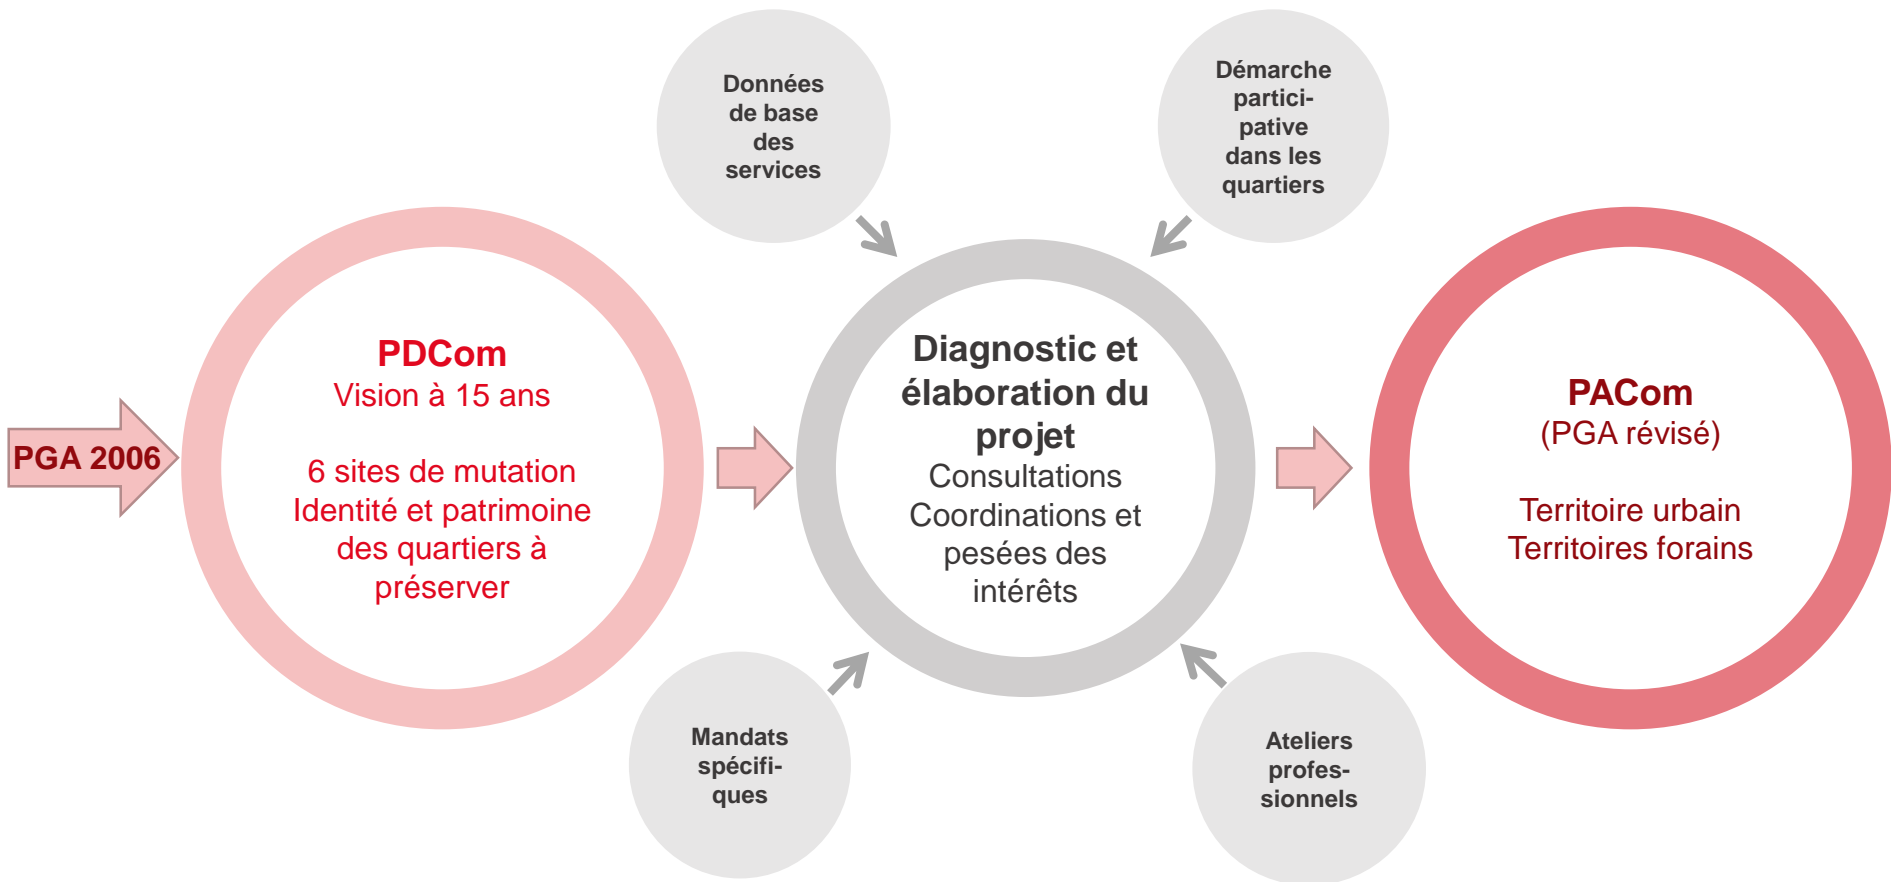 Données
de base
des
services
Démarche
partici-
pative
dans les
quartiers
PGA 2006
PDCom
Vision à 15 ans
6 sites de mutation
Identité et patrimoine
des quartiers à
préserver
Diagnostic et
élaboration du
projet
Consultations
Coordinations et
pesées des
intérêts
PACom
(PGA révisé)
Territoire urbain
Territoires forains
Mandats
spécifi-
ques
Ateliers
profes-
sionnels